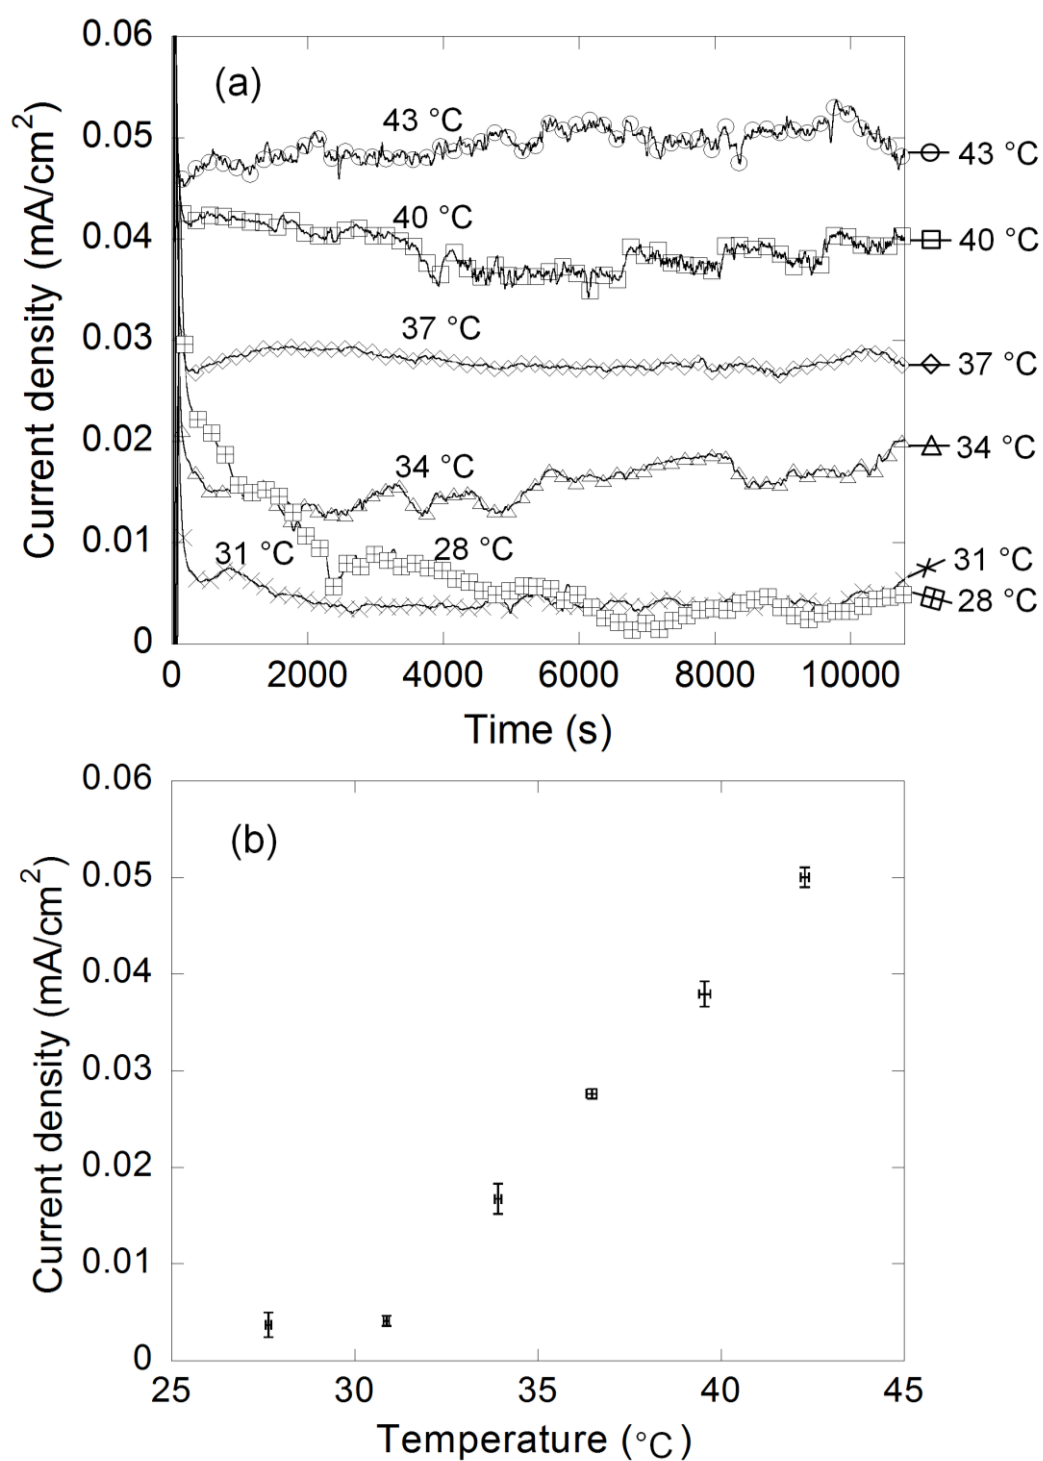 0.06
(a)
43 °C
0.05
43 °C
40 °C
0.04
40 °C
Current density (mA/cm²)
0.03
37 °C
37 °C
0.02
34 °C
34 °C
0.01
31 °C
28 °C
31 °C
28 °C
0
0 2000 4000 6000 8000 10000
Time (s)
0.06
(b)
0.05
0.04
Current density (mA/cm²)
0.03
0.02
0.01
0
25 30 35 40 45
Temperature (°C)